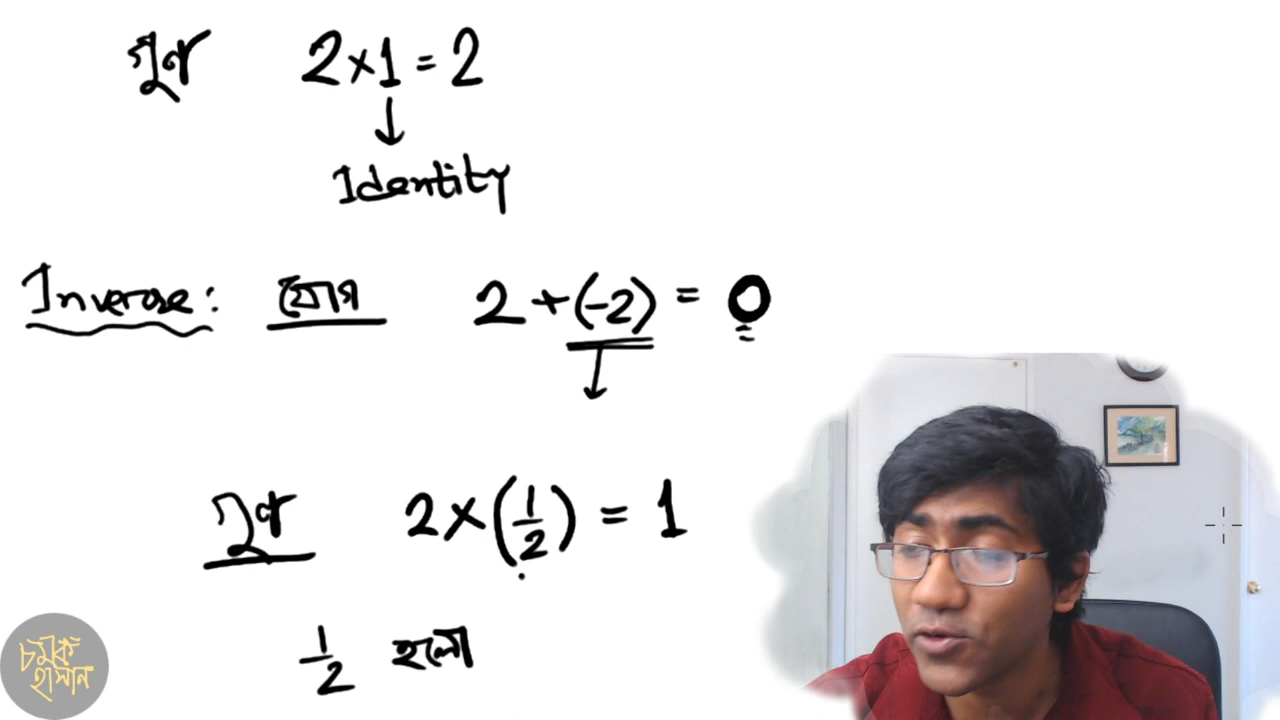 গুণ 2×1=2
↓
Identity
Inverse: যোগ 2+(-2) = 0
↓
গুণ 2×(1/2) = 1
1/2 হলো
চমক হাসান